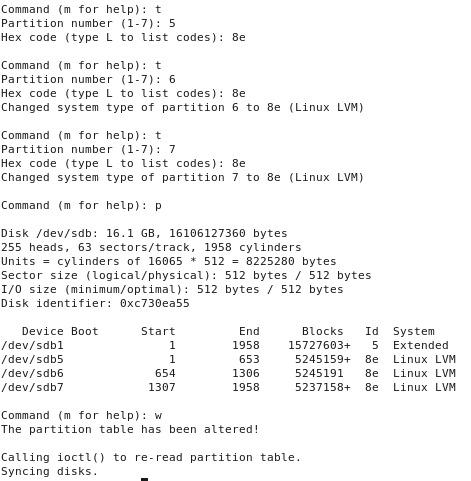 Command (m for help): t
Partition number (1-7): 5
Hex code (type L to list codes): 8e
Command (m for help): t
Partition number (1-7): 6
Hex code (type L to list codes): 8e
Changed system type of partition 6 to 8e (Linux LVM)
Command (m for help): t
Partition number (1-7): 7
Hex code (type L to list codes): 8e
Changed system type of partition 7 to 8e (Linux LVM)
Command (m for help): p
Disk /dev/sdb: 16.1 GB, 16106127360 bytes
255 heads, 63 sectors/track, 1958 cylinders
Units = cylinders of 16065 * 512 = 8225280 bytes
Sector size (logical/physical): 512 bytes / 512 bytes
I/O size (minimum/optimal): 512 bytes / 512 bytes
Disk identifier: 0xc730ea55
   Device Boot      Start         End      Blocks   Id  System
/dev/sdb1               1        1958    15727603+   5  Extended
/dev/sdb5               1         653     5245159+  8e  Linux LVM
/dev/sdb6             654        1306     5245191   8e  Linux LVM
/dev/sdb7            1307        1958     5237158+  8e  Linux LVM
Command (m for help): w
The partition table has been altered!
Calling ioctl() to re-read partition table.
Syncing disks.